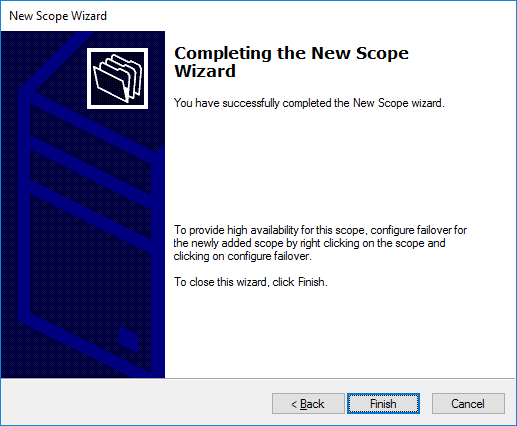 New Scope Wizard
Completing the New Scope
Wizard
You have successfully completed the New Scope wizard.
To provide high availability for this scope, configure failover for
the newly added scope by right clicking on the scope and
clicking on configure failover.
To close this wizard, click Finish.
< Back
Finish
Cancel